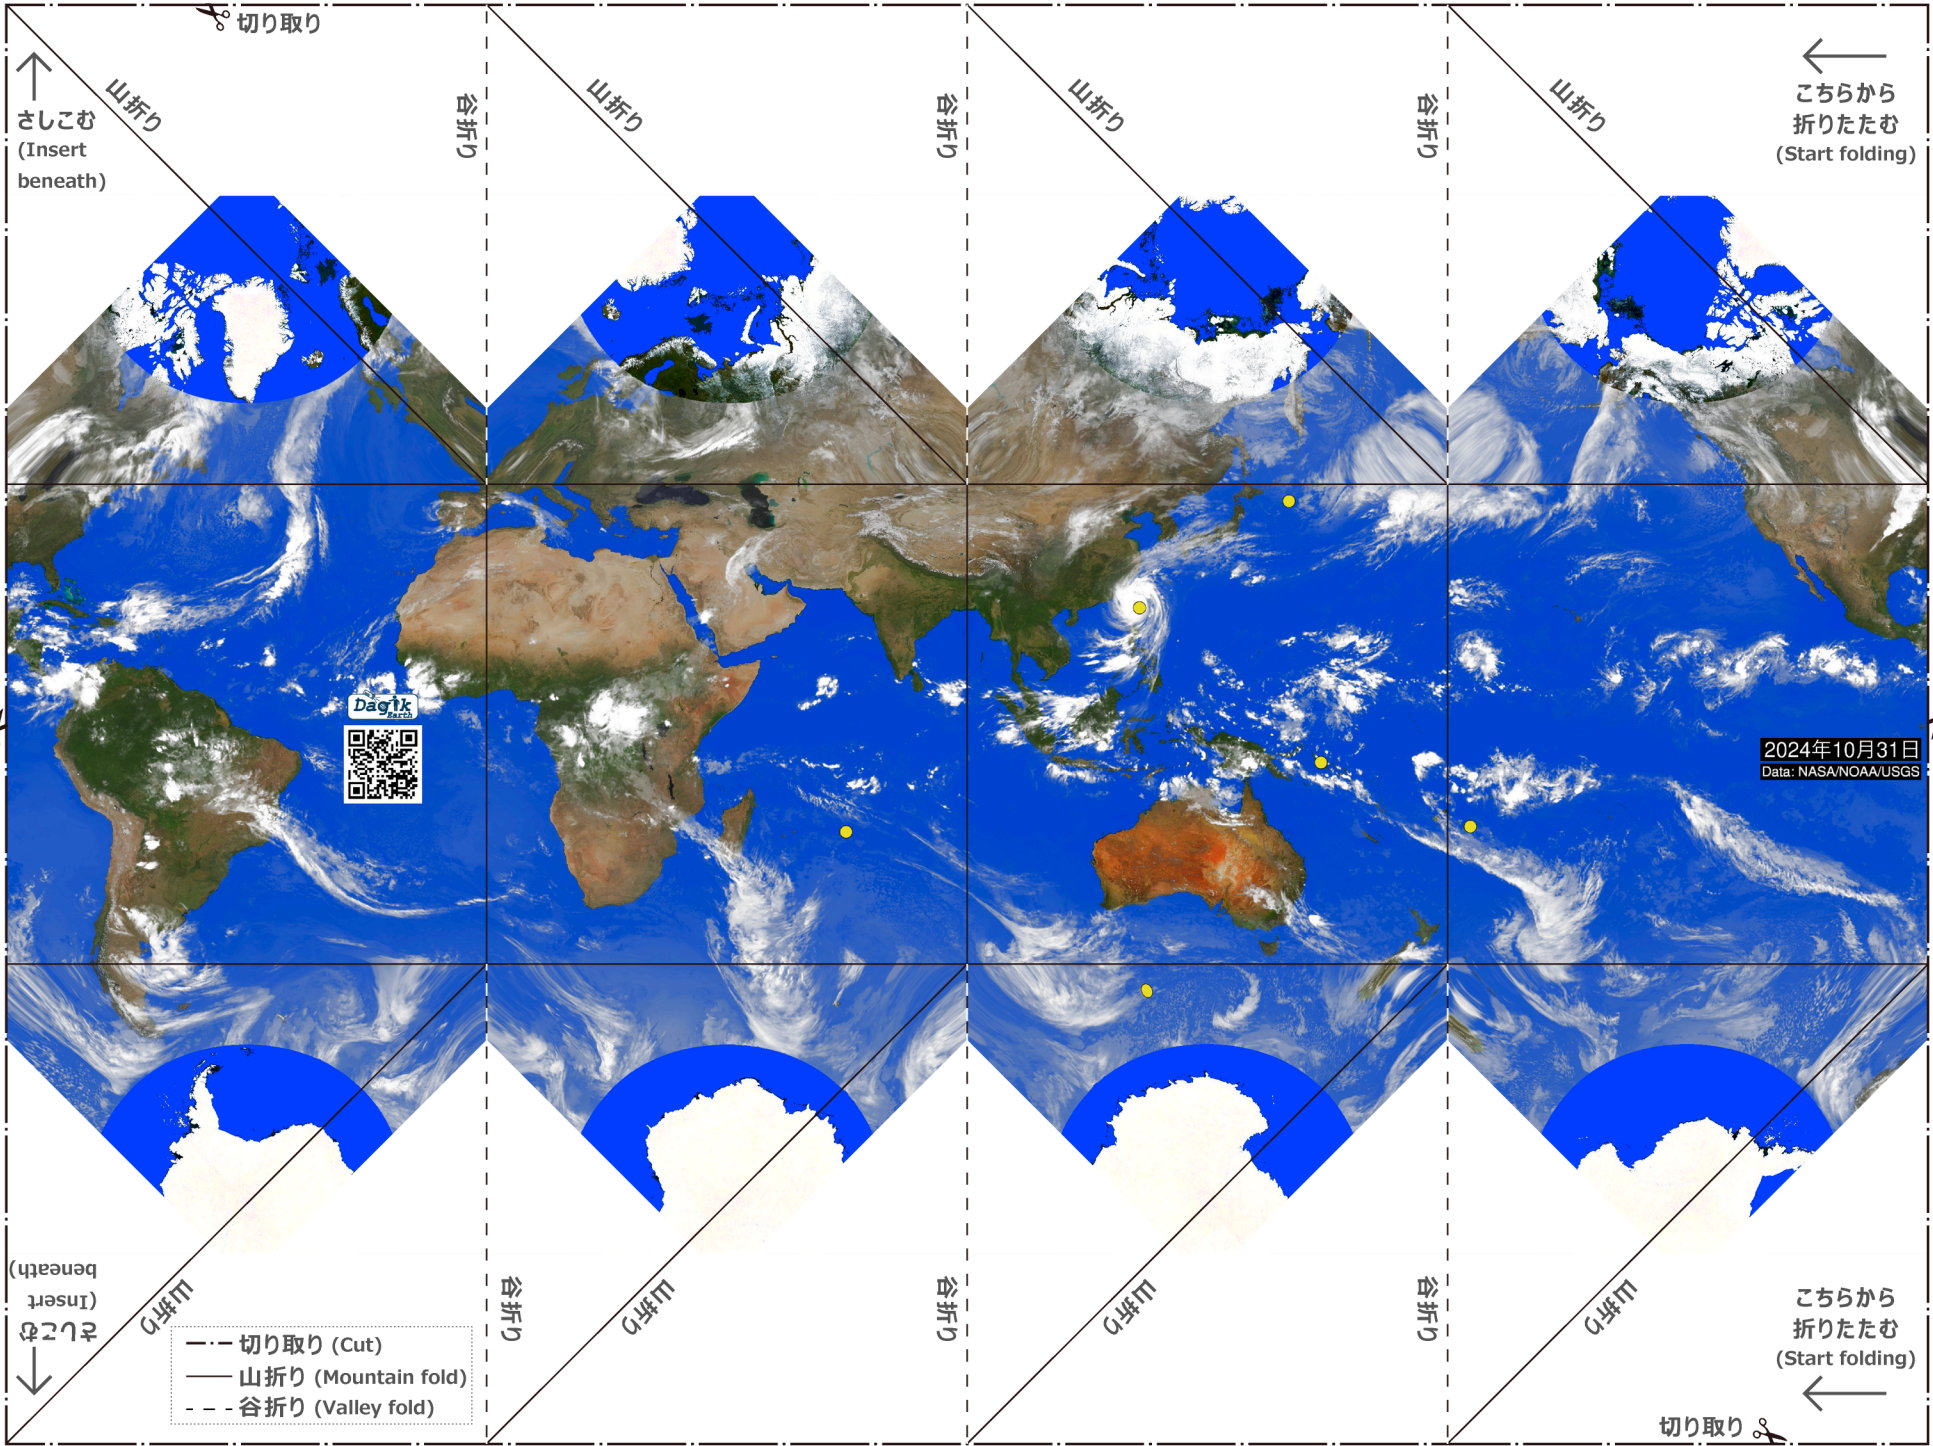 切り取り
山折り
谷折り
山折り
谷折り
山折り
谷折り
山折り
さしこむ
(Insert
beneath)
こちらから
折りたたむ
(Start folding)
Dagik
Earth
2024年10月31日
Data: NASA/NOAA/USGS
さしこむ
(Insert
beneath)
山折り
谷折り
山折り
谷折り
山折り
谷折り
山折り
切り取り (Cut)
山折り (Mountain fold)
谷折り (Valley fold)
こちらから
折りたたむ
(Start folding)
切り取り